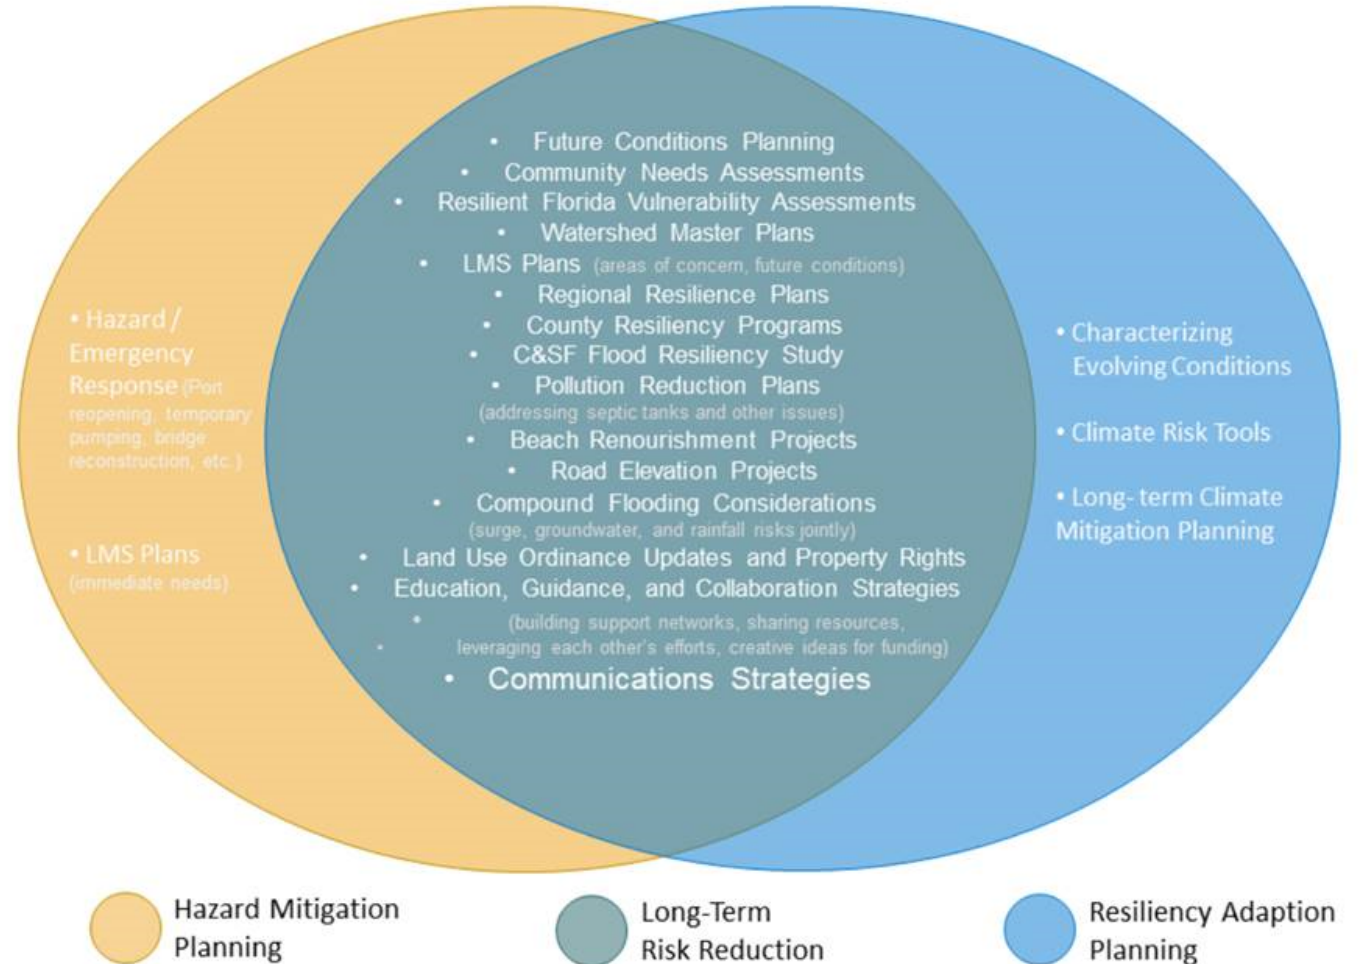 • Future Conditions Planning
• Community Needs Assessments
• Resilient Florida Vulnerability Assessments
• Watershed Master Plans
• LMS Plans (areas of concern, future conditions)
• Regional Resilience Plans
• County Resiliency Programs
• C&SF Flood Resiliency Study
• Pollution Reduction Plans
(addressing septic tanks and other issues)
• Beach Renourishment Projects
• Road Elevation Projects
• Compound Flooding Considerations
(surge, groundwater, and rainfall risks jointly)
• Land Use Ordinance Updates and Property Rights
• Education, Guidance, and Collaboration Strategies
• (building support networks, sharing resources,
• leveraging each other's efforts, creative ideas for funding)
• Communications Strategies
• Hazard /
Emergency
Response (Port
reopening, temporary
pumping, bridge
reconstruction, etc.)
• LMS Plans
(immediate needs)
• Characterizing
Evolving Conditions
• Climate Risk Tools
• Long- term Climate
Mitigation Planning
Hazard Mitigation
Planning
Long-Term
Risk Reduction
Resiliency Adaption
Planning